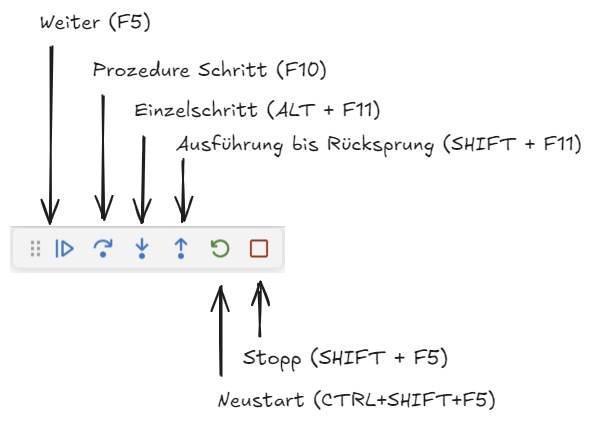 Weiter (F5)
Prozedure Schritt (F10)
Einzelschritt (ALT + F11)
Ausführung bis Rücksprung (SHIFT + F11)
Stopp (SHIFT + F5)
Neustart (CTRL+SHIFT+F5)